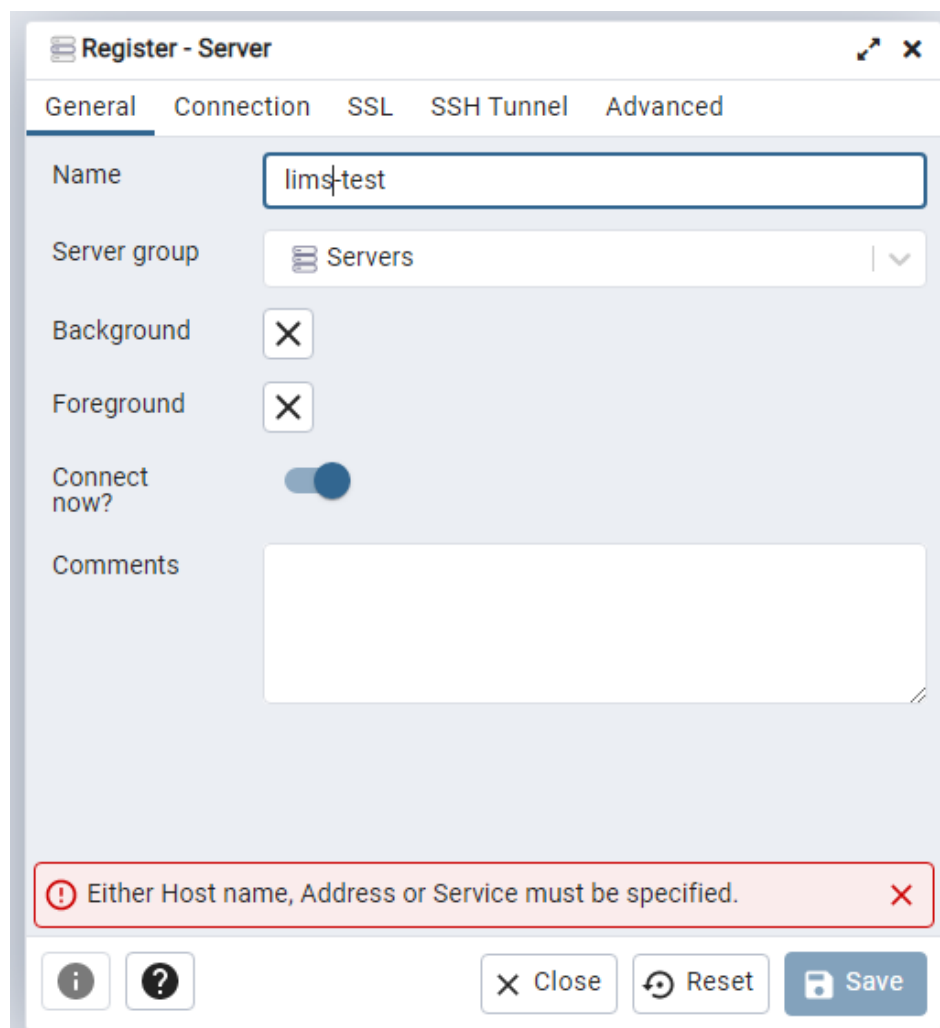 Register - Server
General Connection SSL SSH Tunnel Advanced
Name
lims-test
Server group
Servers
Background
Foreground
Connect
now?
Comments
Either Host name, Address or Service must be specified.
Close Reset Save